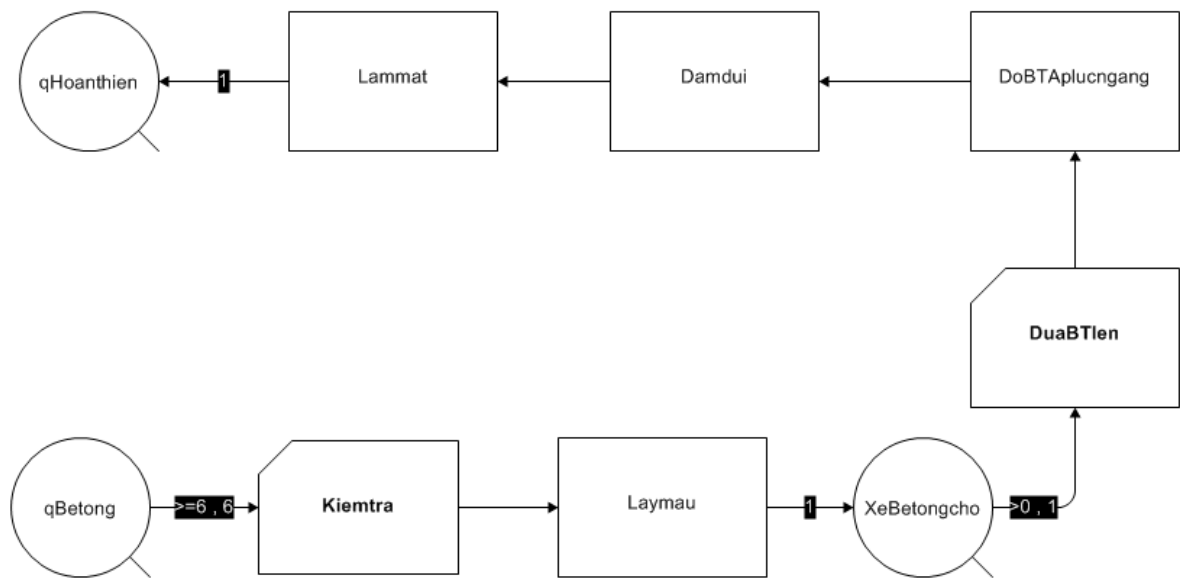 qHoanthien
1
Lammat
Damdui
DoBTAplucngang
DuaBTlen
qBetong
>=6 , 6
Kiemtra
Laymau
1
XeBetongcho
>0 , 1